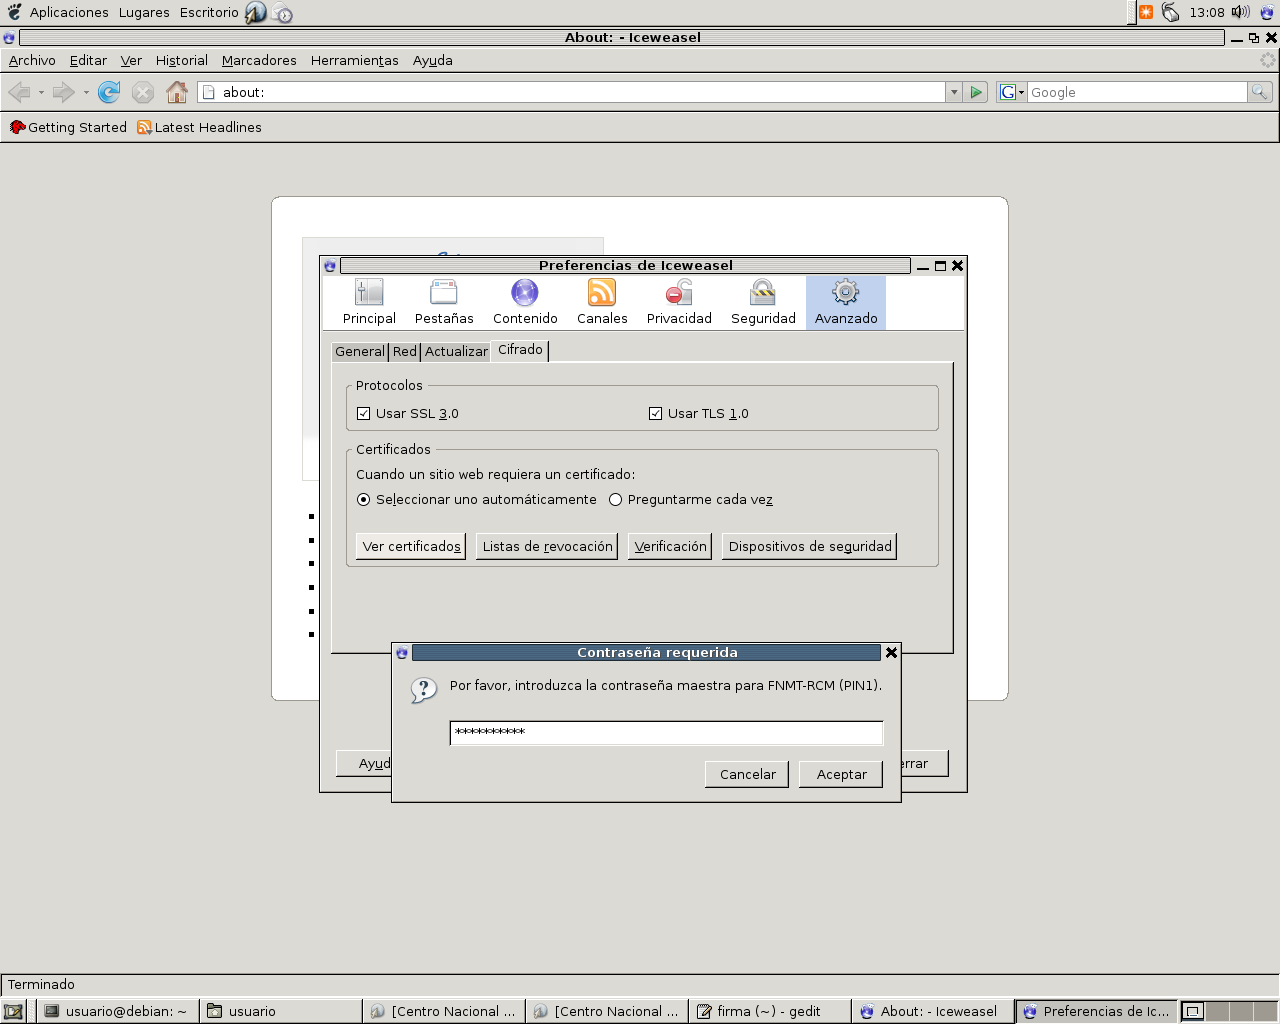 Aplicaciones Lugares Escritorio 13:08
About: - Iceweasel
Archivo Editar Ver Historial Marcadores Herramientas Ayuda
about: G Google
Getting Started Latest Headlines
Preferencias de Iceweasel
Principal Pestañas Contenido Canales Privacidad Seguridad Avanzado
General Red Actualizar Cifrado
Protocolos
Usar SSL 3.0 Usar TLS 1.0
Certificados
Cuando un sitio web requiera un certificado:
Seleccionar uno automáticamente Preguntarme cada vez
Ver certificados Listas de revocación Verificación Dispositivos de seguridad
Contraseña requerida
Por favor, introduzca la contraseña maestra para FNMT-RCM (PIN1).
**********
Cancelar Aceptar
Ayud errar
Terminado
usuario@debian: ~ usuario [Centro Nacional ... [Centro Nacional ... firma (~) - gedit About: - Iceweasel Preferencias de Ic...